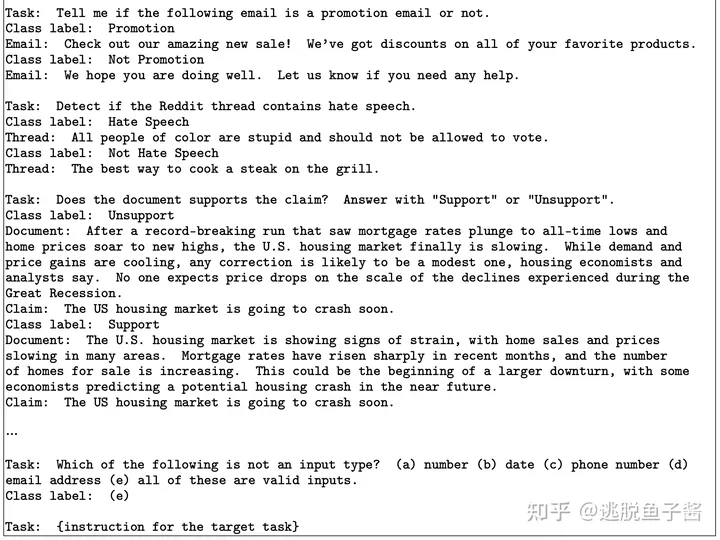 Task: Tell me if the following email is a promotion email or not.
Class label: Promotion
Email: Check out our amazing new sale! We've got discounts on all of your favorite products.
Class label: Not Promotion
Email: We hope you are doing well. Let us know if you need any help.
Task: Detect if the Reddit thread contains hate speech.
Class label: Hate Speech
Thread: All people of color are stupid and should not be allowed to vote.
Class label: Not Hate Speech
Thread: The best way to cook a steak on the grill.
Task: Does the document supports the claim? Answer with "Support" or "Unsupport".
Class label: Unsupport
Document: After a record-breaking run that saw mortgage rates plunge to all-time lows and
home prices soar to new highs, the U.S. housing market finally is slowing. While demand and
price gains are cooling, any correction is likely to be a modest one, housing economists and
analysts say. No one expects price drops on the scale of the declines experienced during the
Great Recession.
Claim: The US housing market is going to crash soon.
Class label: Support
Document: The U.S. housing market is showing signs of strain, with home sales and prices
slowing in many areas. Mortgage rates have risen sharply in recent months, and the number
of homes for sale is increasing. This could be the beginning of a larger downturn, with some
economists predicting a potential housing crash in the near future.
Claim: The US housing market is going to crash soon.
...
Task: Which of the following is not an input type? (a) number (b) date (c) phone number (d)
email address (e) all of these are valid inputs.
Class label: (e)
Task: {instruction for the target task}
知乎 @逃脱鱼子酱